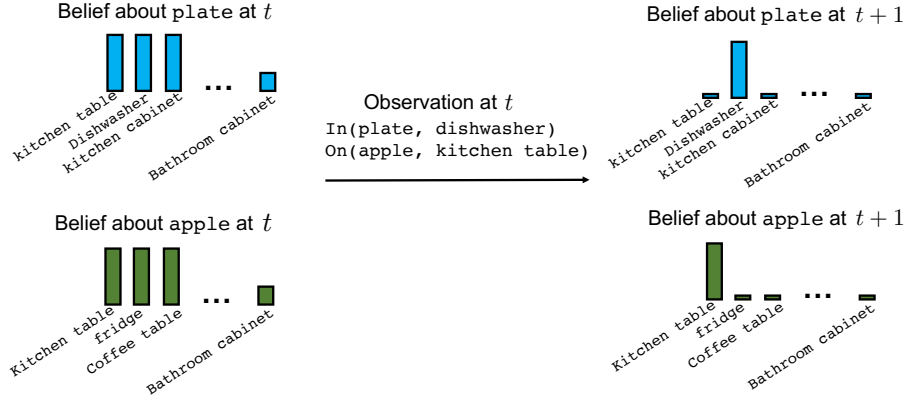 Belief about plate at t
kitchen table
Dishwasher
kitchen cabinet
...
Bathroom cabinet
Observation at t
In(plate, dishwasher)
On(apple, kitchen table)
Belief about plate at t + 1
kitchen table
Dishwasher
kitchen cabinet
...
Bathroom cabinet
Belief about apple at t
Kitchen table
fridge
Coffee table
...
Bathroom cabinet
Belief about apple at t + 1
Kitchen table
fridge
Coffee table
...
Bathroom cabinet